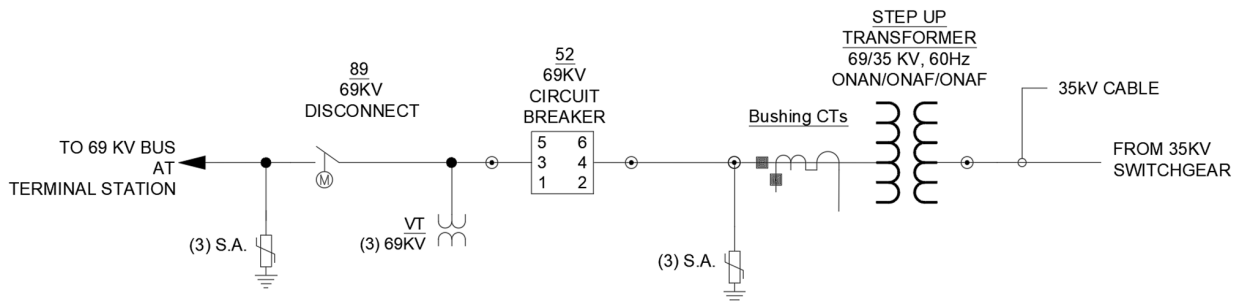 STEP UP
TRANSFORMER
69/35 KV, 60Hz
ONAN/ONAF/ONAF
52
69KV
CIRCUIT
BREAKER
89
69KV
DISCONNECT
35kV CABLE
Bushing CTs
TO 69 KV BUS
AT
TERMINAL STATION
M
5 6
3 4
1 2
FROM 35KV
SWITCHGEAR
VT
(3) 69KV
(3) S.A.
(3) S.A.